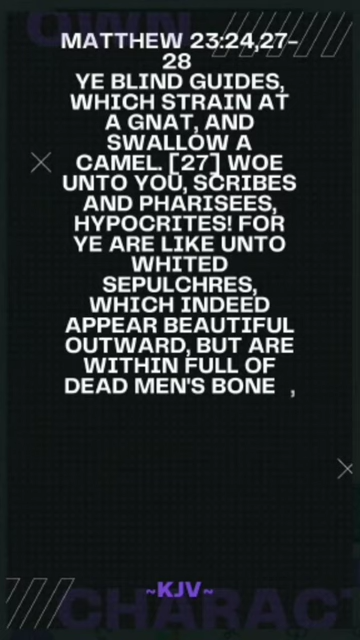 OWN
MATTHEW 23:24,27-
28
YE BLIND GUIDES,
WHICH STRAIN AT
A GNAT, AND
SWALLOW A
CAMEL. [27] WOE
UNTO YOU, SCRIBES
AND PHARISEES,
HYPOCRITES! FOR
YE ARE LIKE UNTO
WHITED
SEPULCHRES,
WHICH INDEED
APPEAR BEAUTIFUL
OUTWARD, BUT ARE
WITHIN FULL OF
DEAD MEN'S BONE ,
~KJV~
CHARACT